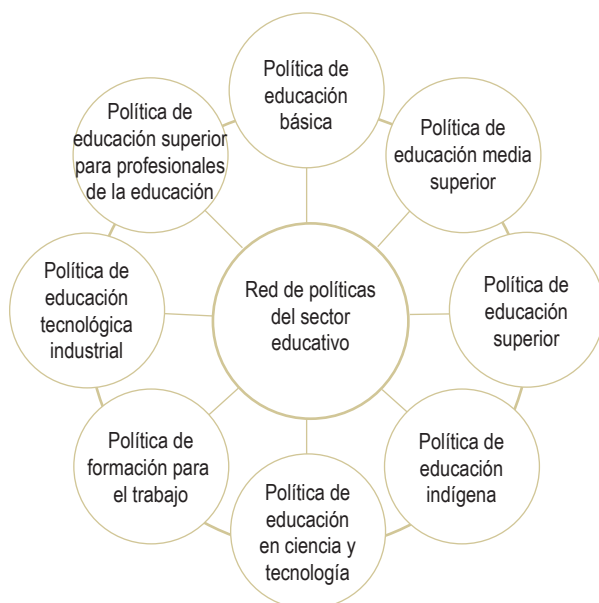 Política de
educación
básica
Política de
educación media
superior
Política de
educación
superior
Política de
educación
indígena
Política de
educación
en ciencia y
tecnología
Política de
formación para
el trabajo
Política de
educación
tecnológica
industrial
Política de
educación superior
para profesionales
de la educación
Red de políticas
del sector
educativo